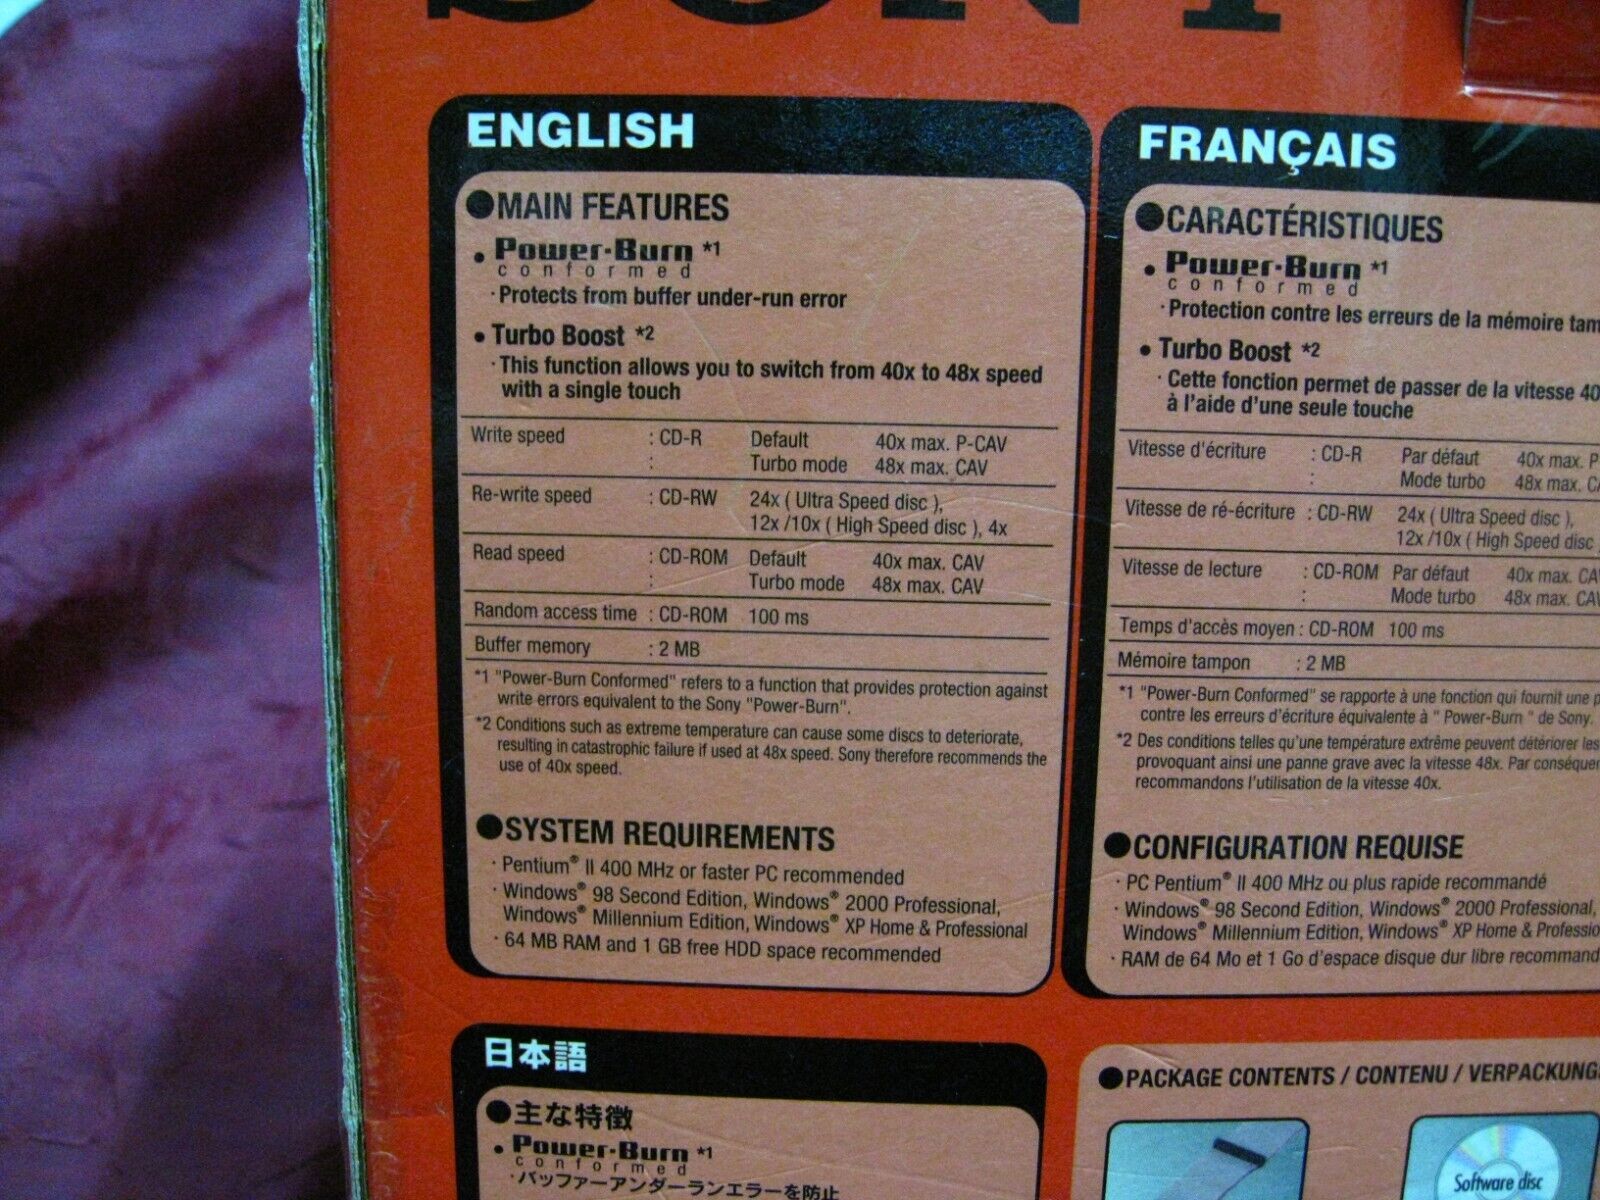 SONY
ENGLISH
●MAIN FEATURES
• Power-Burn *1
conformed
·Protects from buffer under-run error
• Turbo Boost *2
·This function allows you to switch from 40x to 48x speed
with a single touch
Write speed : CD-R Default 40x max. P-CAV
: Turbo mode 48x max. CAV
Re-write speed : CD-RW 24x ( Ultra Speed disc ),
12x /10x ( High Speed disc ), 4x
Read speed : CD-ROM Default 40x max. CAV
: Turbo mode 48x max. CAV
Random access time : CD-ROM 100 ms
Buffer memory : 2 MB
*1 "Power-Burn Conformed" refers to a function that provides protection against
write errors equivalent to the Sony "Power-Burn".
*2 Conditions such as extreme temperature can cause some discs to deteriorate,
resulting in catastrophic failure if used at 48x speed. Sony therefore recommends the
use of 40x speed.
●SYSTEM REQUIREMENTS
· Pentium® II 400 MHz or faster PC recommended
· Windows® 98 Second Edition, Windows® 2000 Professional,
Windows® Millennium Edition, Windows® XP Home & Professional
· 64 MB RAM and 1 GB free HDD space recommended
FRANÇAIS
●CARACTÉRISTIQUES
• Power-Burn *1
conformed
·Protection contre les erreurs de la mémoire tam
• Turbo Boost *2
· Cette fonction permet de passer de la vitesse 40
à l'aide d'une seule touche
Vitesse d'écriture : CD-R Par défaut 40x max. P
: Mode turbo 48x max. CA
Vitesse de ré-écriture : CD-RW 24x ( Ultra Speed disc ),
12x /10x ( High Speed disc
Vitesse de lecture : CD-ROM Par défaut 40x max. CA
: Mode turbo 48x max. CAV
Temps d'accès moyen : CD-ROM 100 ms
Mémoire tampon : 2 MB
*1 "Power-Burn Conformed" se rapporte à une fonction qui fournit une p
contre les erreurs d'écriture équivalente à " Power-Burn " de Sony.
*2 Des conditions telles qu'une température extrême peuvent détériorer les
provoquant ainsi une panne grave avec la vitesse 48x. Par conséquen
recommandons l'utilisation de la vitesse 40x.
●CONFIGURATION REQUISE
· PC Pentium® II 400 MHz ou plus rapide recommandé
· Windows® 98 Second Edition, Windows® 2000 Professional,
Windows® Millennium Edition, Windows® XP Home & Professio
· RAM de 64 Mo et 1 Go d'espace disque dur libre recommand
日本語
●主な特徴
• Power-Burn *1
conformed
·バッファーアンダーランエラーを防止
●PACKAGE CONTENTS / CONTENU / VERPACKUNG
Software disc